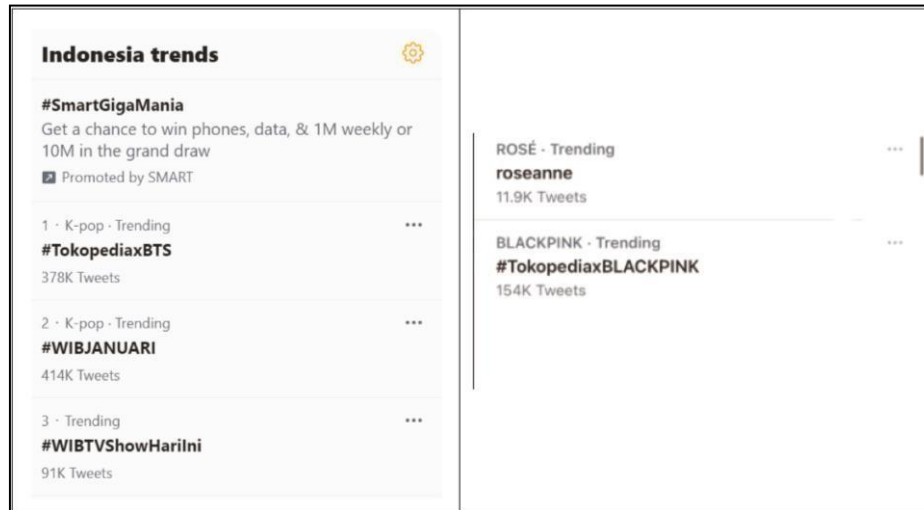 Indonesia trends
#SmartGigaMania
Get a chance to win phones, data, & 1M weekly or
10M in the grand draw
Promoted by SMART
1 · K-pop · Trending
#TokopediaxBTS
378K Tweets
2 · K-pop · Trending
#WIBJANUARI
414K Tweets
3 · Trending
#WIBTVShowHariIni
91K Tweets
ROSÉ · Trending
roseanne
11.9K Tweets
BLACKPINK · Trending
#TokopediaxBLACKPINK
154K Tweets